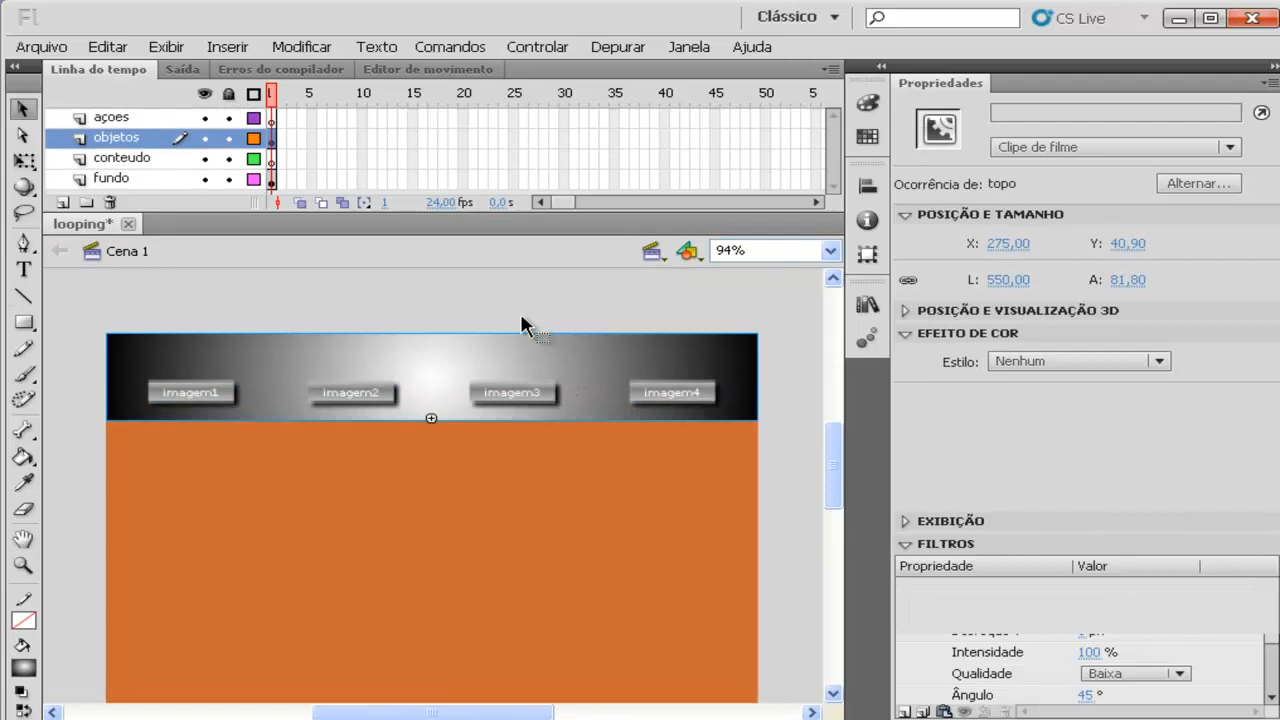 Fl
Clássico
CS Live
Arquivo Editar Exibir Inserir Modificar Texto Comandos Controlar Depurar Janela Ajuda
Linha do tempo Saída Erros do compilador Editor de movimento
Propriedades
1 5 10 15 20 25 30 35 40 45 50 5
açoes
objetos
conteudo
fundo
1 24,00 fps 0,0 s
looping*
Cena 1
94%
Clipe de filme
Ocorrência de: topo Alternar...
POSIÇÃO E TAMANHO
X: 275,00 Y: 40,90
L: 550,00 A: 81,80
POSIÇÃO E VISUALIZAÇÃO 3D
EFEITO DE COR
Estilo: Nenhum
EXIBIÇÃO
FILTROS
Propriedade Valor
Intensidade 100 %
Qualidade Baixa
Ângulo 45 °
imagem1 imagem2 imagem3 imagem4